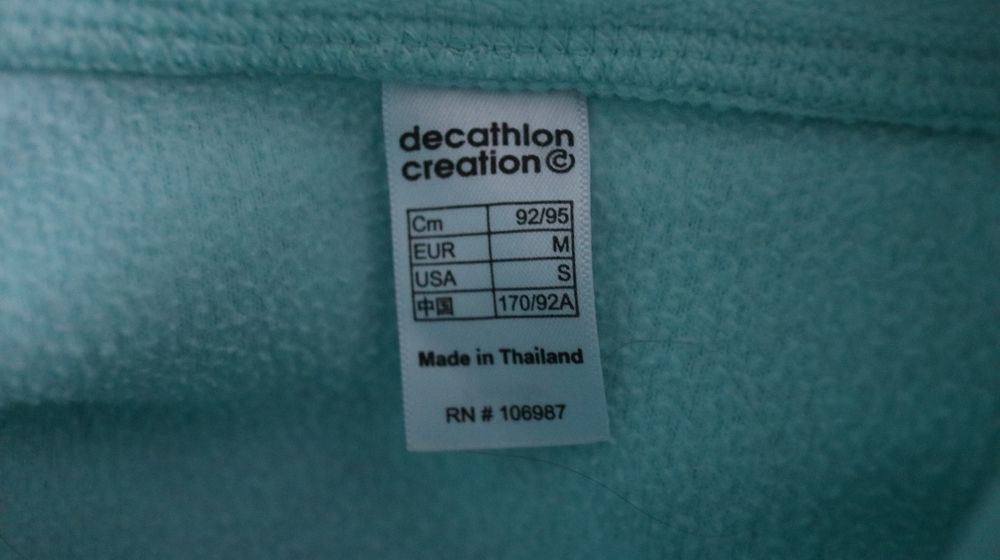 decathlon
creation ©
Cm 92/95
EUR M
USA S
中国 170/92A
Made in Thailand
RN # 106987